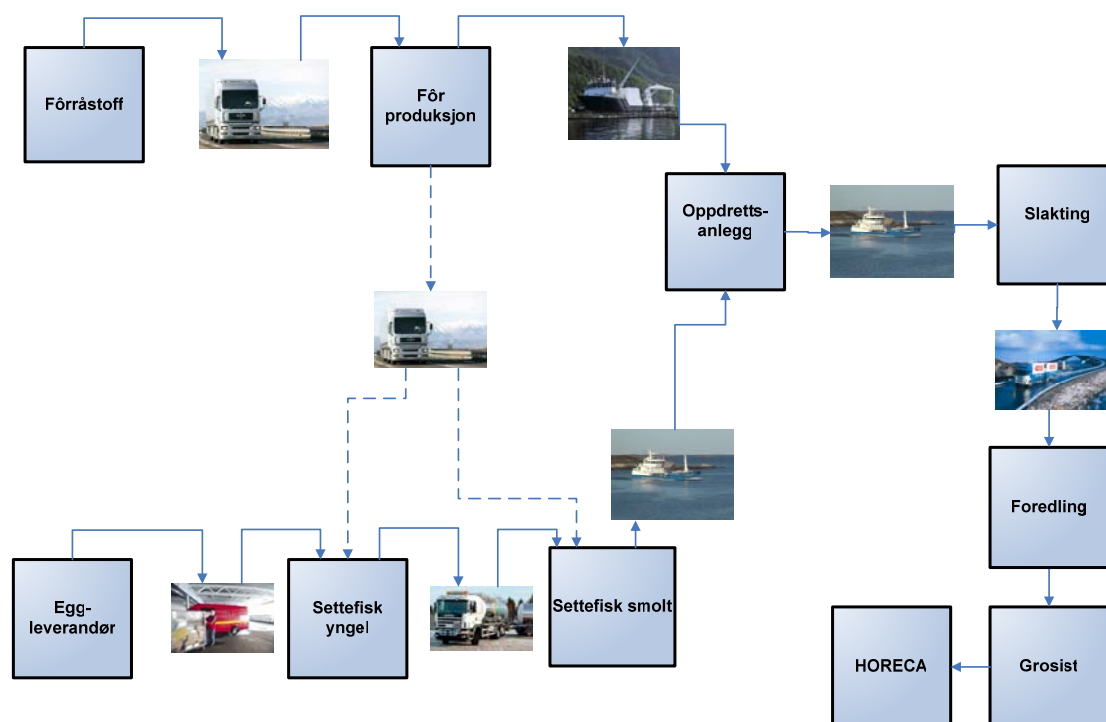 Fôrråstoff
Fôr
produksjon
Oppdretts-
anlegg
Slakting
Foredling
Egg-
leverandør
Settefisk
yngel
Settefisk smolt
HORECA
Grosist